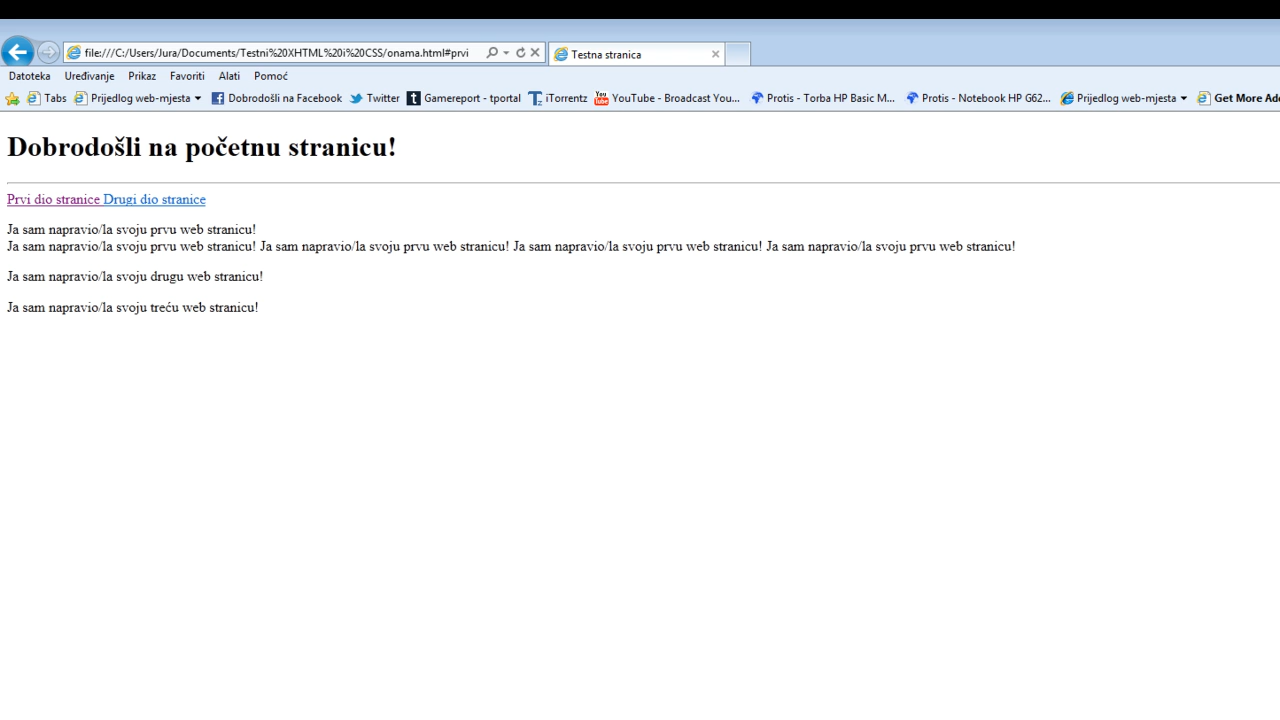 file:///C:/Users/Jura/Documents/Testni%20XHTML%20i%20CSS/onama.html#prvi
Testna stranica
Datoteka Uređivanje Prikaz Favoriti Alati Pomoć
Tabs Prijedlog web-mjesta Dobrodošli na Facebook Twitter t Gamereport - tportal iTorrentz YouTube - Broadcast You... Protis - Torba HP Basic M... Protis - Notebook HP G62... Prijedlog web-mjesta Get More Ad
Dobrodošli na početnu stranicu!
Prvi dio stranice Drugi dio stranice
Ja sam napravio/la svoju prvu web stranicu!
Ja sam napravio/la svoju prvu web stranicu! Ja sam napravio/la svoju prvu web stranicu! Ja sam napravio/la svoju prvu web stranicu! Ja sam napravio/la svoju prvu web stranicu!
Ja sam napravio/la svoju drugu web stranicu!
Ja sam napravio/la svoju treću web stranicu!